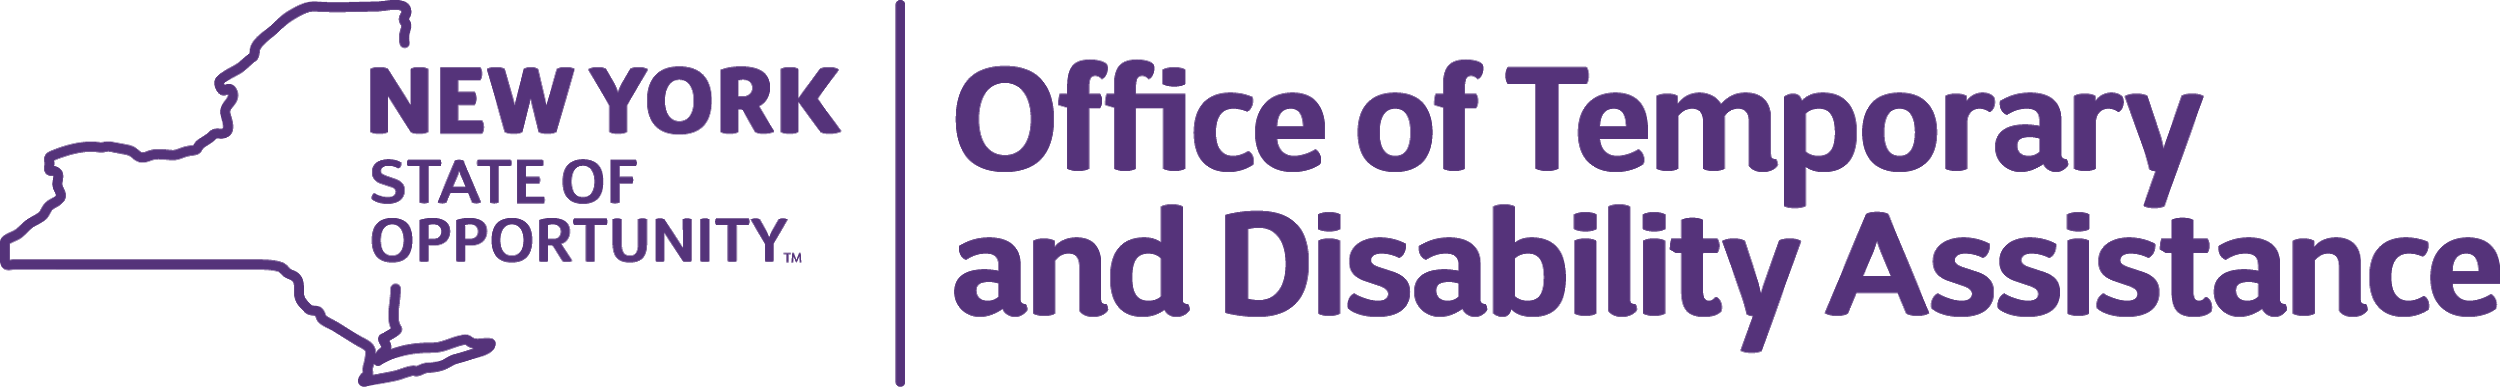 NEW YORK
STATE OF
OPPORTUNITY™
Office of Temporary
and Disability Assistance